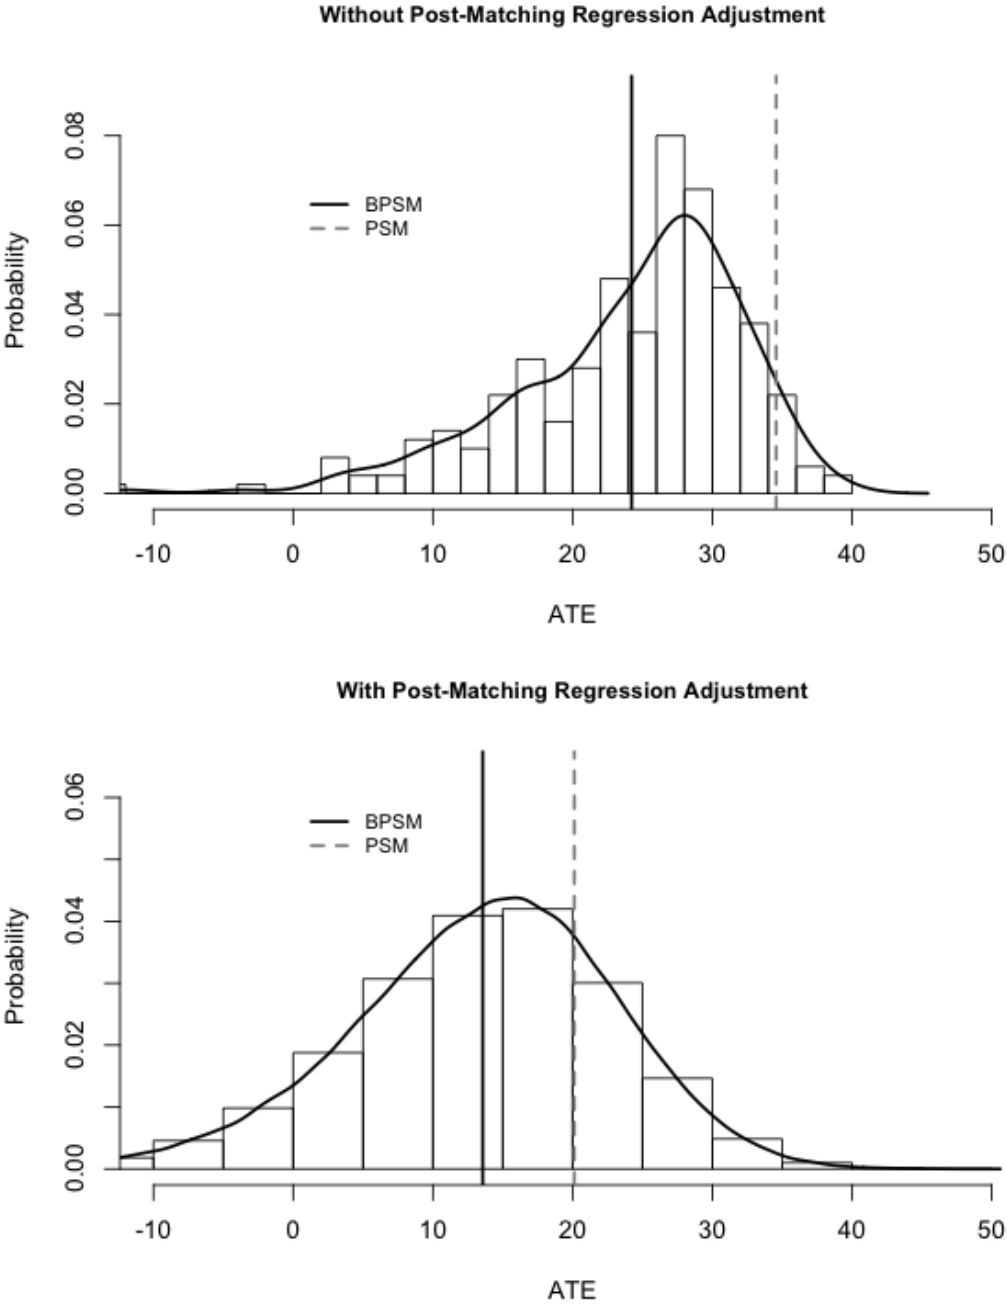 Without Post-Matching Regression Adjustment
0.08
0.06
0.04
0.02
0.00
Probability
BPSM
PSM
-10 0 10 20 30 40 50
ATE
With Post-Matching Regression Adjustment
0.06
0.04
0.02
0.00
Probability
BPSM
PSM
-10 0 10 20 30 40 50
ATE